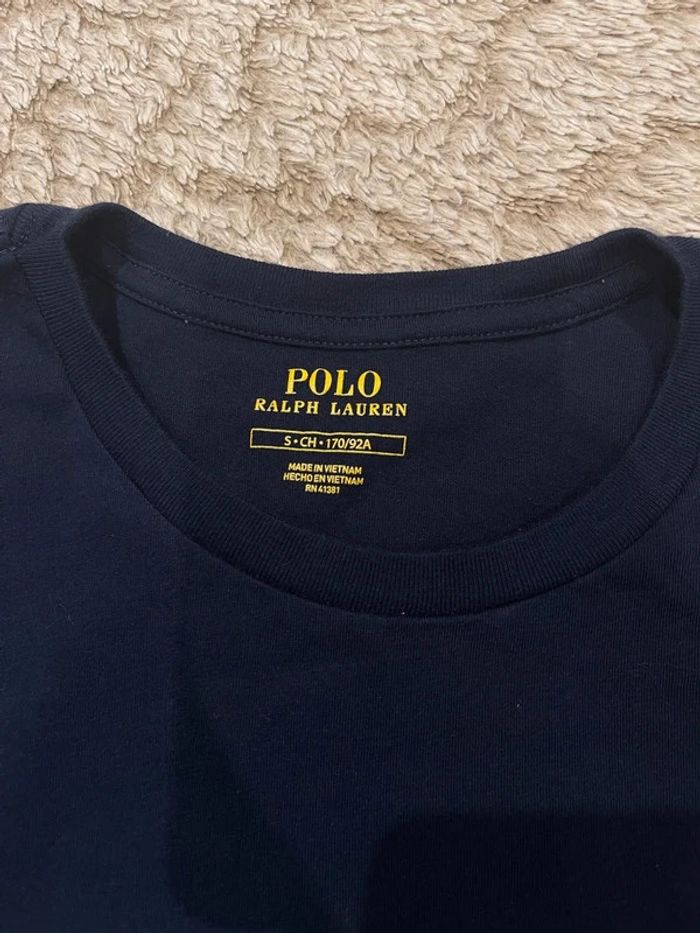 POLO
RALPH LAUREN
S • CH • 170/92A
MADE IN VIETNAM
HECHO EN VIETNAM
RN 41381